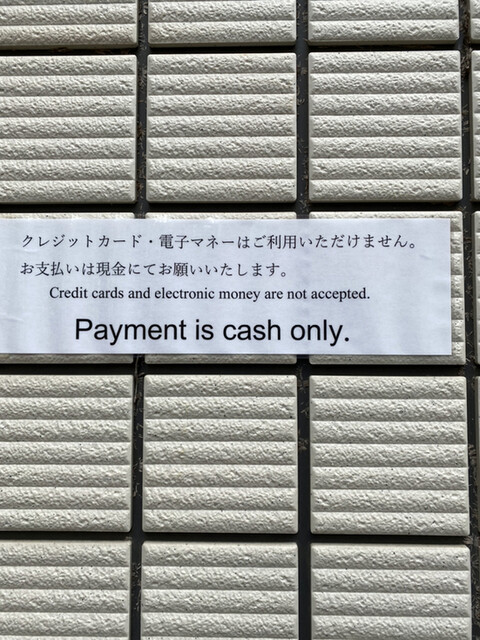 クレジットカード・電子マネーはご利用いただけません。
お支払いは現金にてお願いいたします。
Credit cards and electronic money are not accepted.
Payment is cash only.